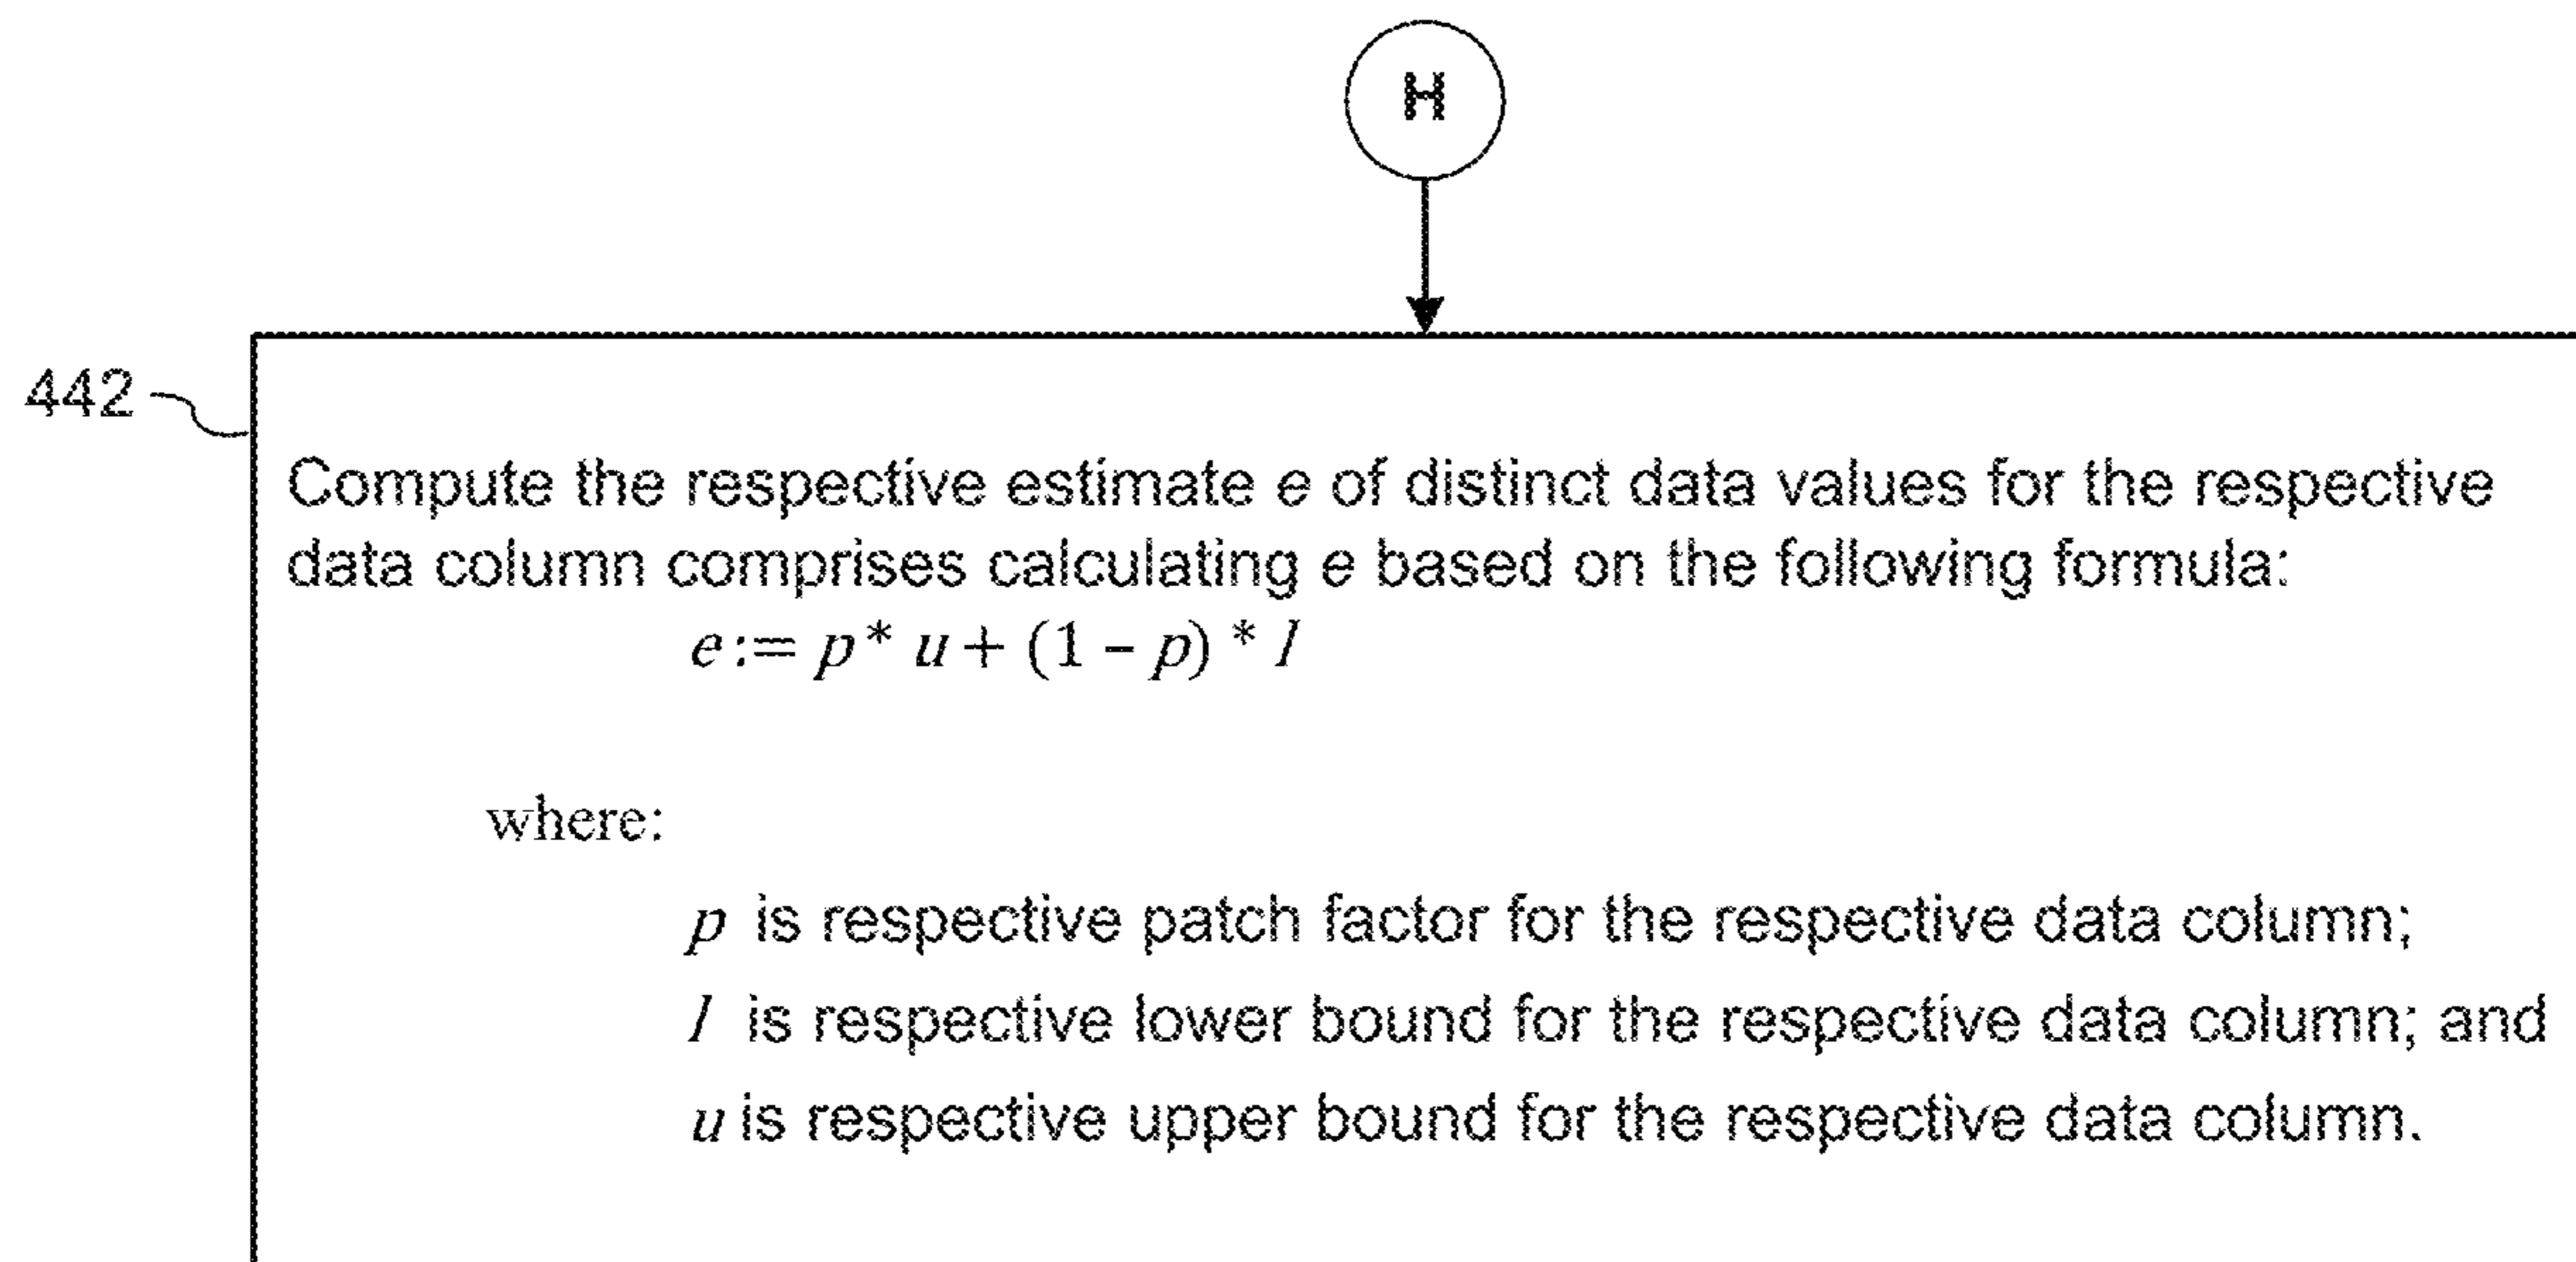 H
442
Compute the respective estimate e of distinct data values for the respective
data column comprises calculating e based on the following formula:
e := p * u + (1 – p) * l
where:
p is respective patch factor for the respective data column;
l is respective lower bound for the respective data column; and
u is respective upper bound for the respective data column.